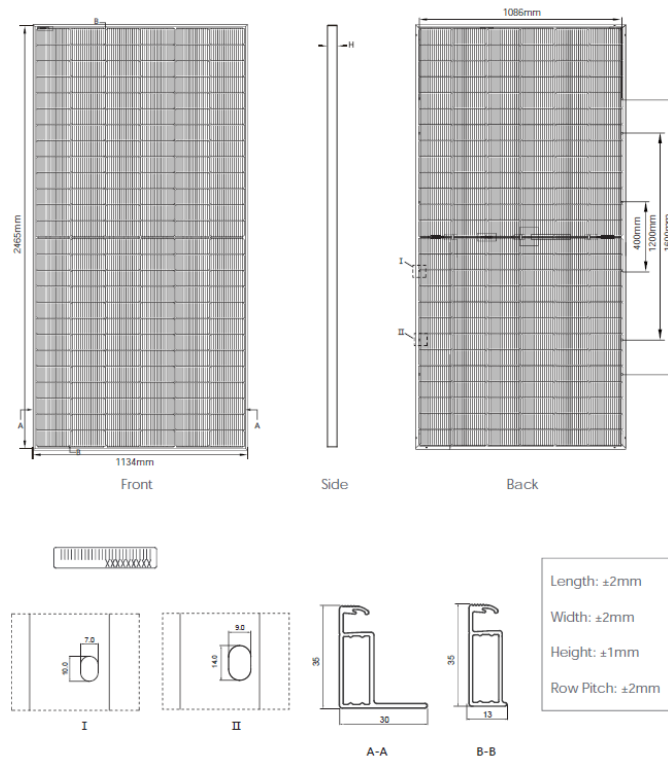 B
H
1086mm
2465mm
400mm
1200mm
I
II
A
A
B
1134mm
Front
Side
Back
7.0
10.0
I
9.0
14.0
II
35
30
A-A
35
13
B-B
Length: ±2mm
Width: ±2mm
Height: ±1mm
Row Pitch: ±2mm